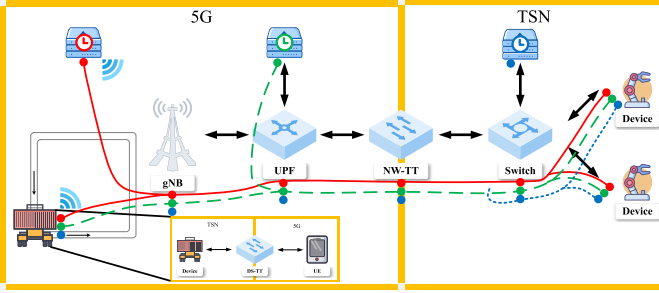 5G
TSN
Device
gNB
UPF
NW-TT
Switch
Device
TSN
5G
Device
DS-TT
UE